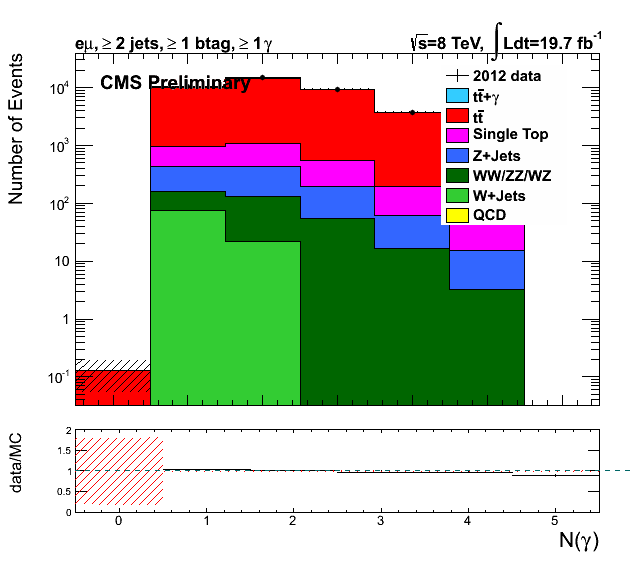 eμ, ≥ 2 jets, ≥ 1 btag, ≥ 1 γ
√s=8 TeV, ∫ Ldt=19.7 fb⁻¹
CMS Preliminary
2012 data
tt̄+γ
tt̄
Single Top
Z+Jets
WW/ZZ/WZ
W+Jets
QCD
Number of Events
10⁴
10³
10²
10
1
10⁻¹
data/MC
2
1.5
1
0.5
0
0 1 2 3 4 5
N(γ)